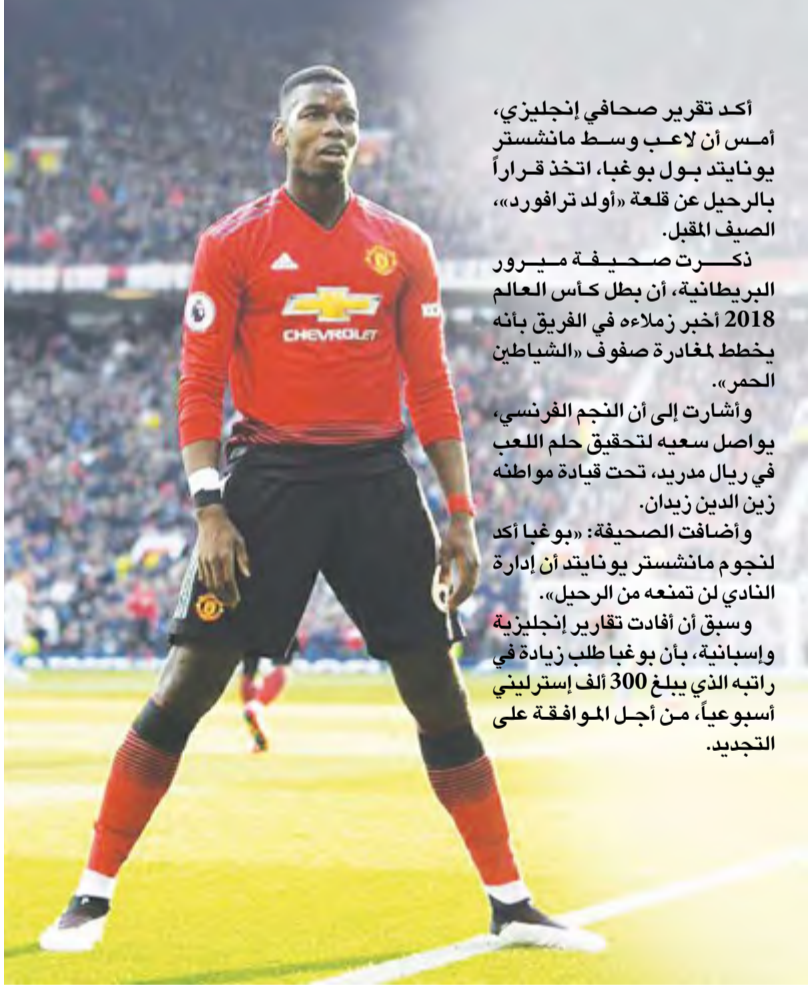 أكد تقرير صحافي إنجليزي،
أمس أن لاعب وسط مانشستر
يونايتد بول بوغبا، اتخذ قراراً
بالرحيل عن قلعة «أولد ترافورد»،
الصيف المقبل.
ذكرت صحيفة ميرور
البريطانية، أن بطل كأس العالم
2018 أخبر زملاءه في الفريق بأنه
يخطط لمغادرة صفوف «الشياطين
الحمر».
وأشارت إلى أن النجم الفرنسي،
يواصل سعيه لتحقيق حلم اللعب
في ريال مدريد، تحت قيادة مواطنه
زين الدين زيدان.
وأضافت الصحيفة: «بوغبا أكد
لنجوم مانشستر يونايتد أن إدارة
النادي لن تمنعه من الرحيل».
وسبق أن أفادت تقارير إنجليزية
وإسبانية، بأن بوغبا طلب زيادة في
راتبه الذي يبلغ 300 ألف إسترليني
أسبوعياً، من أجل الموافقة على
التجديد.
CHEVROLET